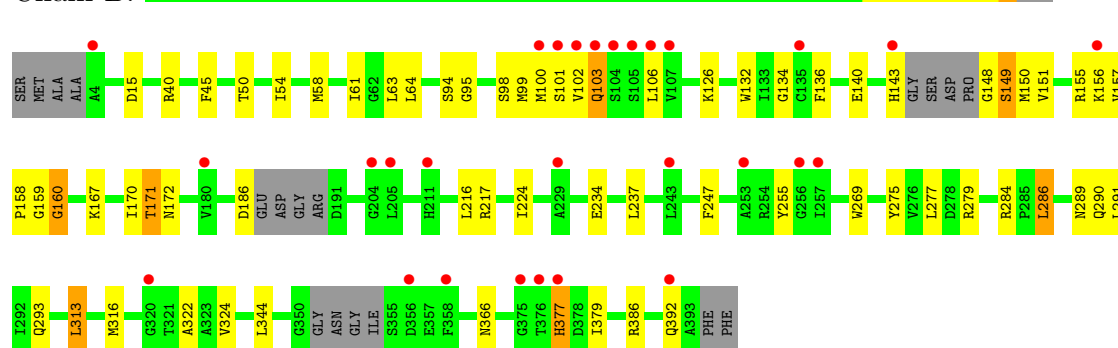 SER MET ALA ALA A4 D15 R40 F45 T50 I54 M58 I61 G62 L63 L64 S94 G95 S98 M99 M100 S101 V102 Q103 S104 S105 L106 V107 K126 W132 I133 G134 C135 F136 E140 H143 GLY SER ASP PRO G148 S149 M150 V151 R155 K156 V157
P158 G159 G160 K167 I170 T171 N172 V180 D186 GLU ASP GLY ARG D191 G204 L205 H211 L216 R217 I224 A229 E234 L237 L243 F247 A253 R254 Y255 G256 I257 W269 Y275 V276 L277 D278 R279 R284 P285 L286 N289 Q290 L291
I292 Q293 L313 M316 G320 T321 A322 A323 V324 L344 G350 GLY ASN GLY ILE S355 D356 E357 F358 N366 G375 T376 H377 D378 I379 R386 Q392 A393 PHE PHE